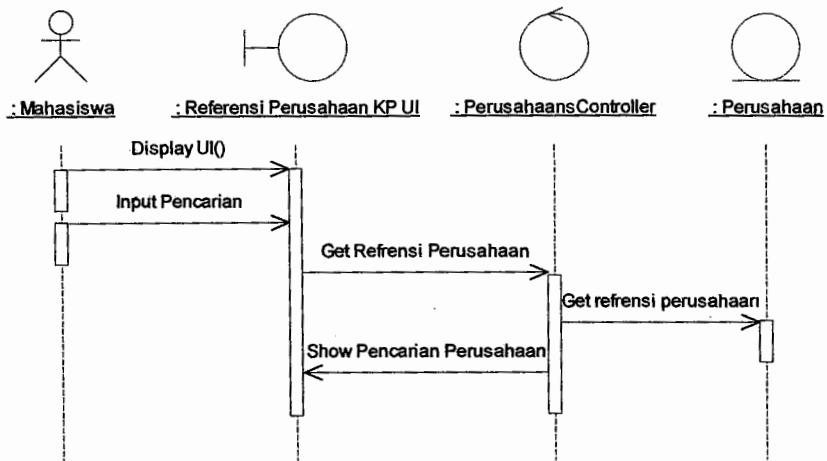 : Mahasiswa
: Referensi Perusahaan KP UI
: PerusahaansController
: Perusahaan
Display UI()
Input Pencarian
Get Refrensi Perusahaan
Get refrensi perusahaan
Show Pencarian Perusahaan